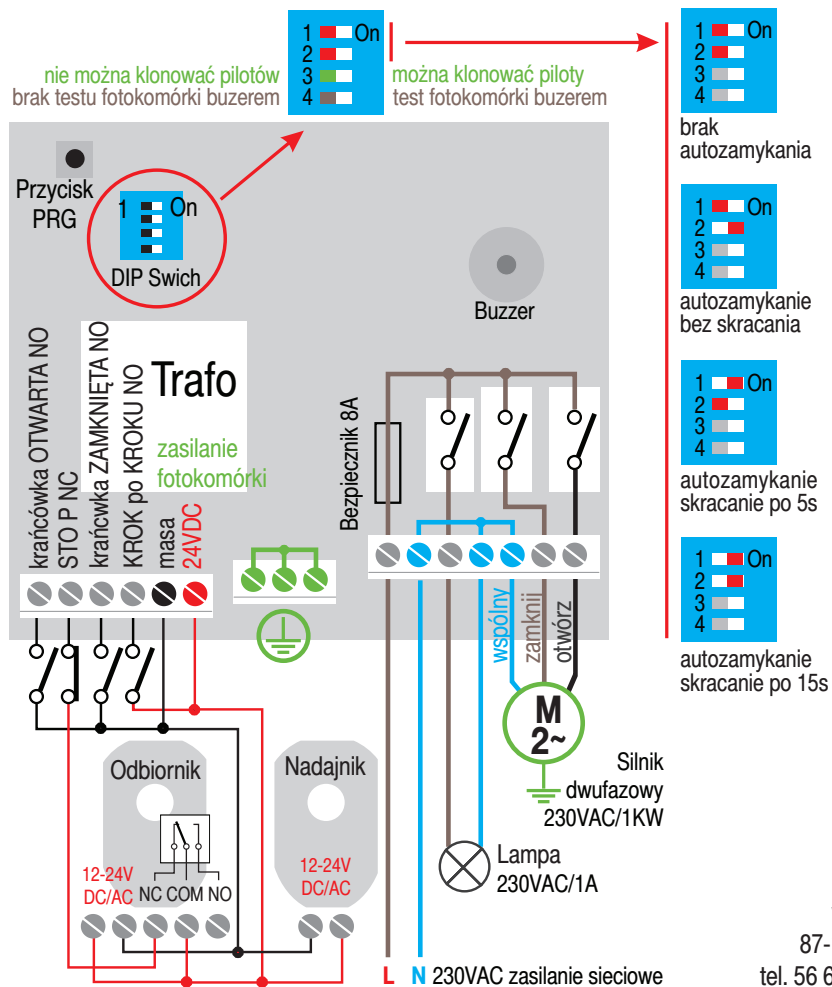 1 On
2
3
4
nie można klonować pilotów
brak testu fotokomórki buzerem
można klonować piloty
test fotokomórki buzerem
1 On
2
3
4
brak
autozamykania
1 On
2
3
4
autozamykanie
bez skracania
1 On
2
3
4
autozamykanie
skracanie po 5s
1 On
2
3
4
autozamykanie
skracanie po 15s
Przycisk
PRG
1 On
DIP Swich
Buzzer
Trafo
zasilanie
fotokomórki
krańcówka OTWARTA NO
STO P NC
krańcwka ZAMKNIĘTA NO
KROK po KROKU NO
masa
24VDC
Bezpiecznik 8A
wspólny
zamknij
otwórz
M
2~
Silnik
dwufazowy
230VAC/1KW
Odbiornik
12-24V
DC/AC
NC COM NO
Nadajnik
12-24V
DC/AC
Lampa
230VAC/1A
L N 230VAC zasilanie sieciowe
87-
tel. 56 6